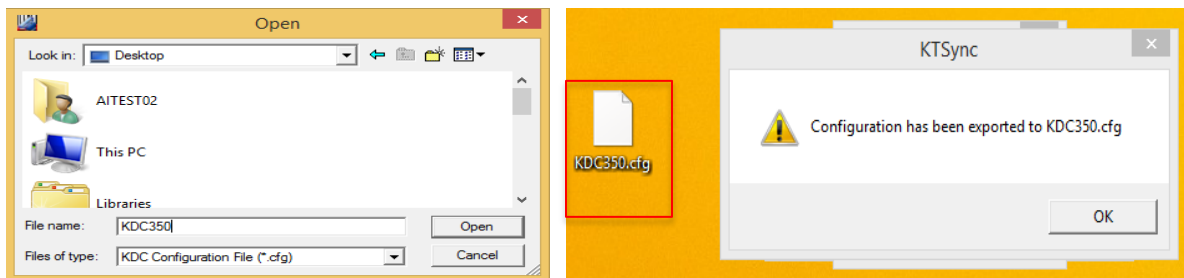 Open
Look in: Desktop
AITEST02
This PC
Libraries
File name: KDC350
Open
Files of type: KDC Configuration File (*.cfg)
Cancel
KDC350.cfg
KTSync
Configuration has been exported to KDC350.cfg
OK